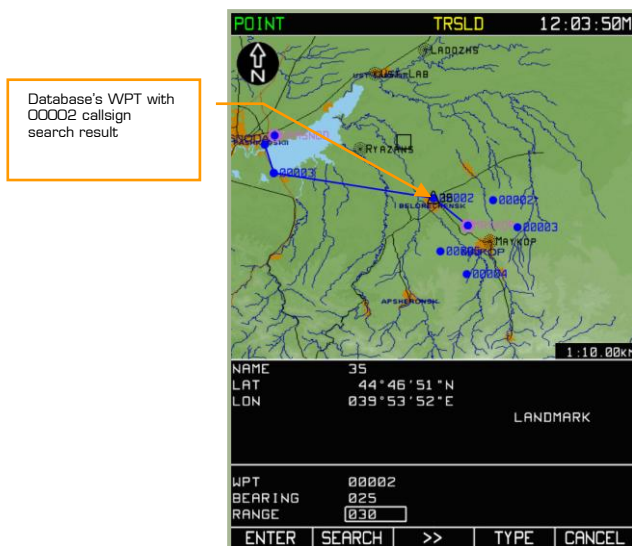 POINT TRSLD 12:03:50M
LADOZHS
LAB
N
Database's WPT with
00002 callsign
search result
RYAZANS
00003
00002
BELORECHENSK
00002
00003
MAYKOP
00004
APSHERONSK
1:10.00KM
NAME 35
LAT 44°46'51"N
LON 039°53'52"E
LANDMARK
WPT 00002
BEARING 025
RANGE 030
ENTER SEARCH >> TYPE CANCEL